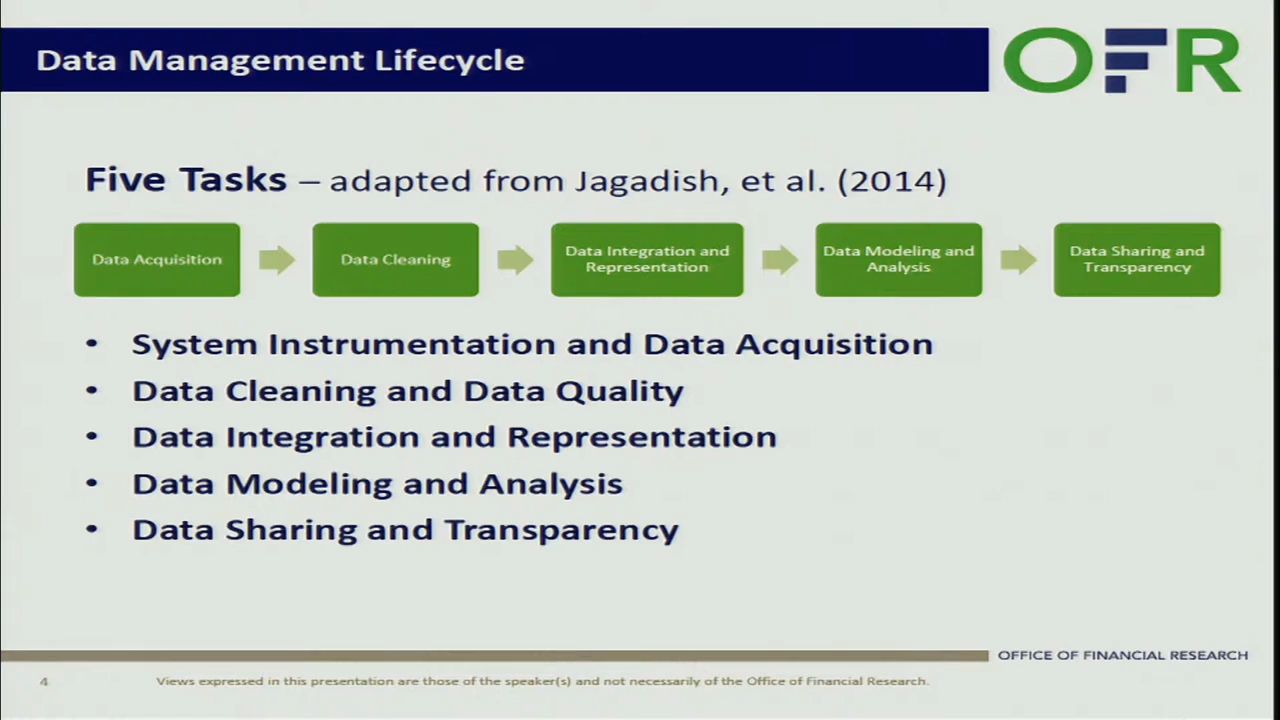 Data Management Lifecycle
OFR
Five Tasks – adapted from Jagadish, et al. (2014)
Data Acquisition
Data Cleaning
Data Integration and
Representation
Data Modeling and
Analysis
Data Sharing and
Transparency
• System Instrumentation and Data Acquisition
• Data Cleaning and Data Quality
• Data Integration and Representation
• Data Modeling and Analysis
• Data Sharing and Transparency
OFFICE OF FINANCIAL RESEARCH
4
Views expressed in this presentation are those of the speaker(s) and not necessarily of the Office of Financial Research.